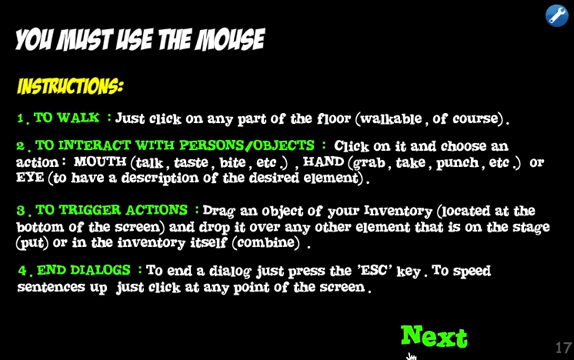 YOU MUST USE THE MOUSE
INSTRUCTIONS:
1. TO WALK : Just click on any part of the floor (walkable, of course).
2. TO INTERACT WITH PERSONS/OBJECTS : Click on it and choose an
action: MOUTH (talk, taste, bite, etc.), HAND (grab, take, punch, etc.) or
EYE (to have a description of the desired element).
3. TO TRIGGER ACTIONS : Drag an object of your Inventory (located at the
bottom of the screen) and drop it over any other element that is on the stage
(put) or in the inventory itself (combine) .
4. END DIALOGS : To end a dialog just press the 'ESC' key. To speed
sentences up just click at any point of the screen.
Next
17